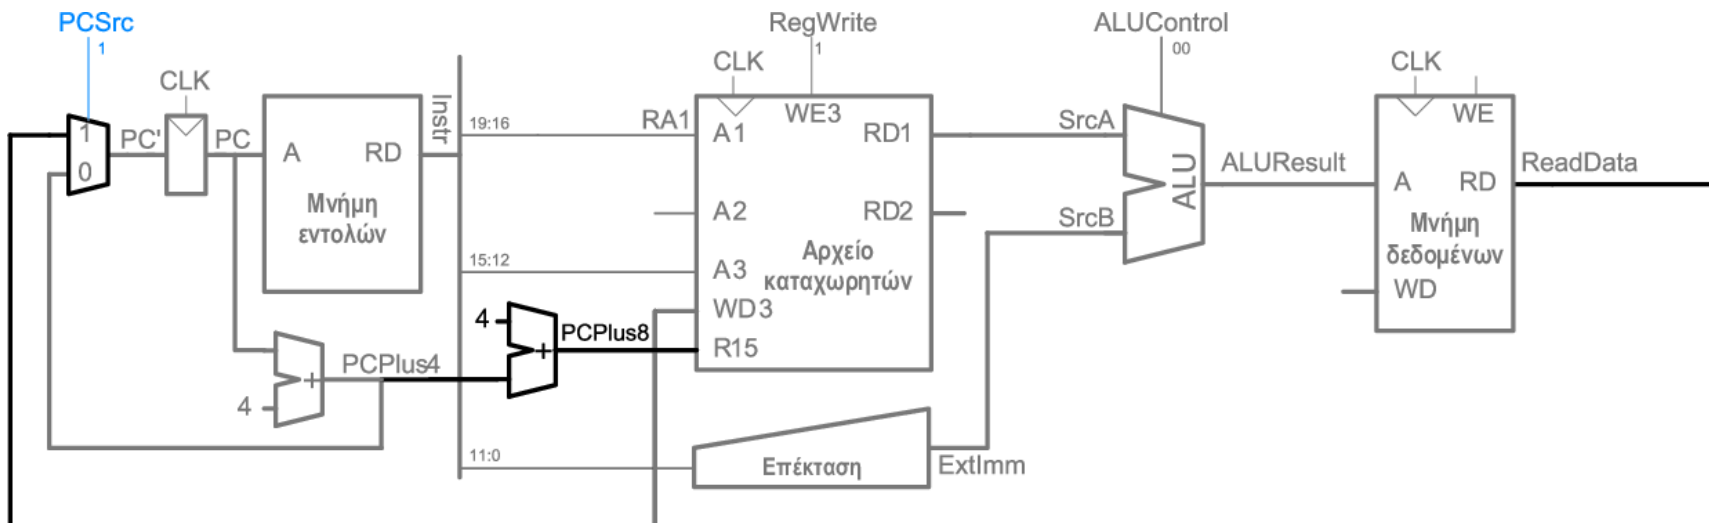 PCSrc
1
RegWrite
1
ALUControl
00
CLK
CLK
CLK
1
0
PC'
PC
A
RD
Μνήμη
εντολών
Instr
19:16
RA1
A1
WE3
RD1
SrcA
A2
RD2
SrcB
ALU
ALUResult
WE
A
RD
ReadData
Μνήμη
δεδομένων
WD
15:12
A3
Αρχείο
καταχωρητών
WD3
R15
4
+
PCPlus8
PCPlus4
+
4
11:0
Επέκταση
ExtImm